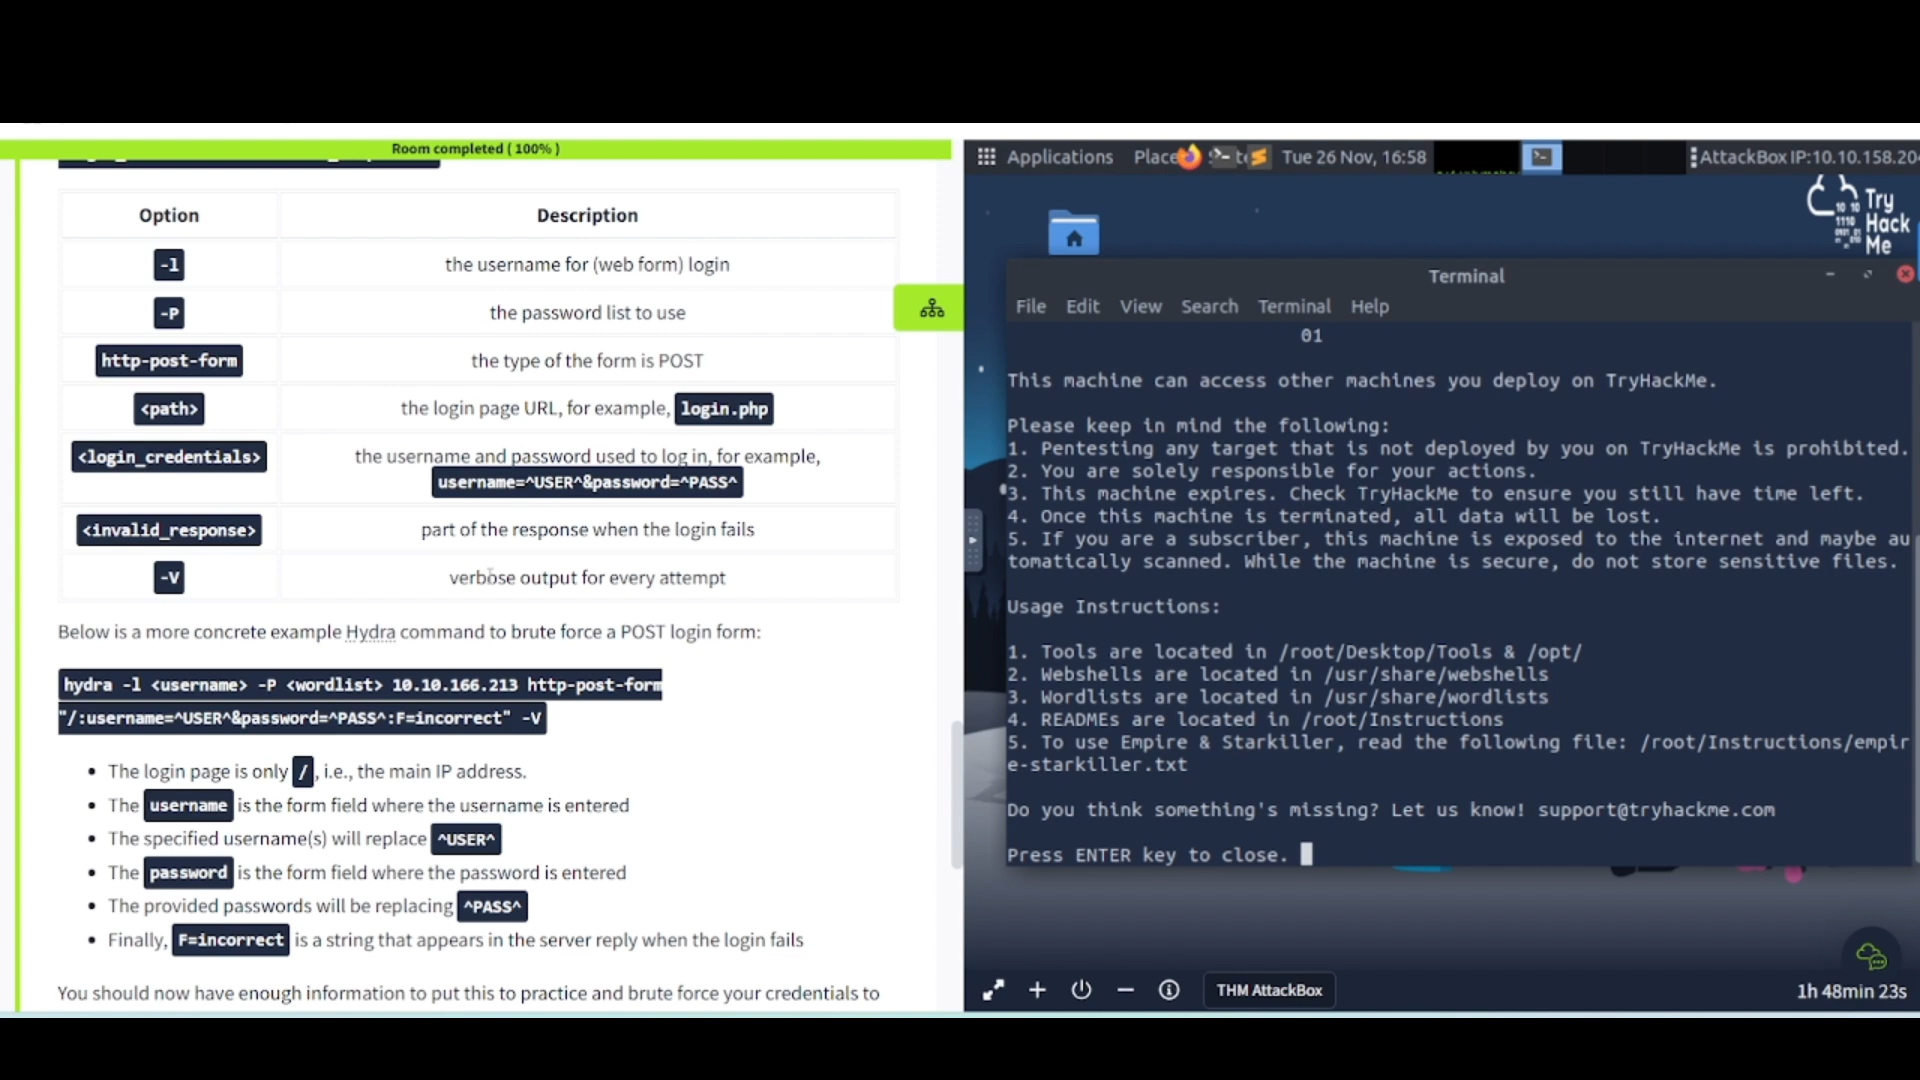 Room completed ( 100% )
Option Description
-l the username for (web form) login
-P the password list to use
http-post-form the type of the form is POST
<path> the login page URL, for example, login.php
<login_credentials> the username and password used to log in, for example,
username=^USER^&password=^PASS^
<invalid_response> part of the response when the login fails
-V verbose output for every attempt
Below is a more concrete example Hydra command to brute force a POST login form:
hydra -l <username> -P <wordlist> 10.10.166.213 http-post-form
"/:username=^USER^&password=^PASS^:F=incorrect" -V
• The login page is only /, i.e., the main IP address.
• The username is the form field where the username is entered
• The specified username(s) will replace ^USER^
• The password is the form field where the password is entered
• The provided passwords will be replacing ^PASS^
• Finally, F=incorrect is a string that appears in the server reply when the login fails
You should now have enough information to put this to practice and brute force your credentials to
Applications Place Tue 26 Nov, 16:58 AttackBox IP:10.10.158.204
Try
Hack
Me
Terminal
File Edit View Search Terminal Help
01
This machine can access other machines you deploy on TryHackMe.
Please keep in mind the following:
1. Pentesting any target that is not deployed by you on TryHackMe is prohibited.
2. You are solely responsible for your actions.
3. This machine expires. Check TryHackMe to ensure you still have time left.
4. Once this machine is terminated, all data will be lost.
5. If you are a subscriber, this machine is exposed to the internet and maybe au
tomatically scanned. While the machine is secure, do not store sensitive files.
Usage Instructions:
1. Tools are located in /root/Desktop/Tools & /opt/
2. Webshells are located in /usr/share/webshells
3. Wordlists are located in /usr/share/wordlists
4. READMEs are located in /root/Instructions
5. To use Empire & Starkiller, read the following file: /root/Instructions/empir
e-starkiller.txt
Do you think something's missing? Let us know! support@tryhackme.com
Press ENTER key to close.
THM AttackBox
1h 48min 23s